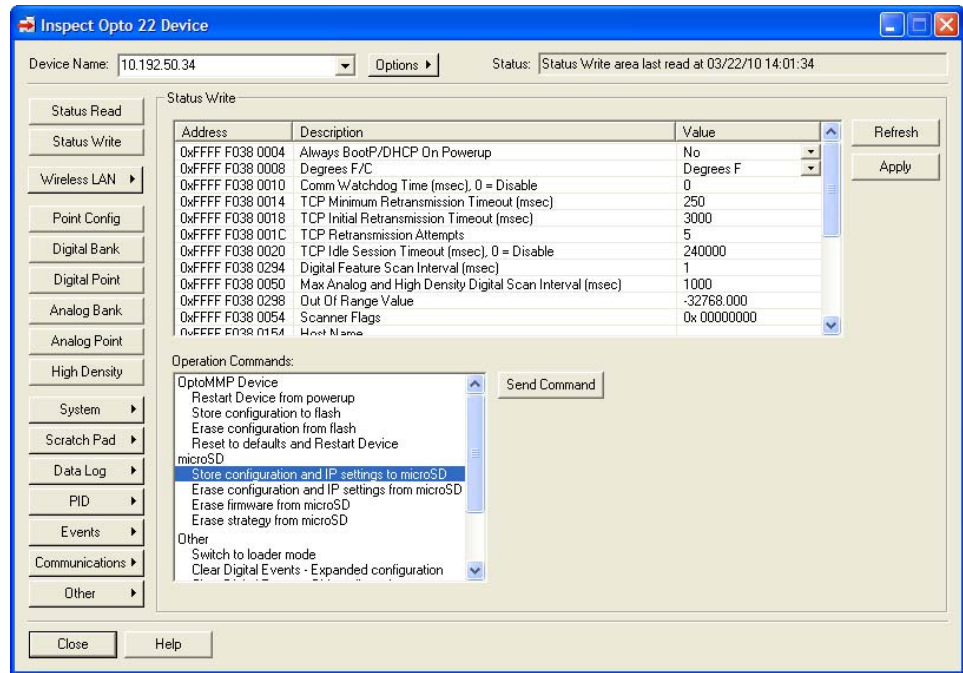 Inspect Opto 22 Device
Device Name: 10.192.50.34 Options Status: Status Write area last read at 03/22/10 14:01:34
Status Read
Status Write
Wireless LAN
Point Config
Digital Bank
Digital Point
Analog Bank
Analog Point
High Density
System
Scratch Pad
Data Log
PID
Events
Communications
Other
Status Write
Address Description Value
0xFFFF F038 0004 Always BootP/DHCP On Powerup No
0xFFFF F038 0008 Degrees F/C Degrees F
0xFFFF F038 0010 Comm Watchdog Time (msec), 0 = Disable 0
0xFFFF F038 0014 TCP Minimum Retransmission Timeout (msec) 250
0xFFFF F038 0018 TCP Initial Retransmission Timeout (msec) 3000
0xFFFF F038 001C TCP Retransmission Attempts 5
0xFFFF F038 0020 TCP Idle Session Timeout (msec), 0 = Disable 240000
0xFFFF F038 0294 Digital Feature Scan Interval (msec) 1
0xFFFF F038 0050 Max Analog and High Density Digital Scan Interval (msec) 1000
0xFFFF F038 0298 Out Of Range Value -32768.000
0xFFFF F038 0054 Scanner Flags 0x 00000000
0xFFFF F038 0154 Host Name
Refresh
Apply
Operation Commands:
OptoMMP Device
Restart Device from powerup
Store configuration to flash
Erase configuration from flash
Reset to defaults and Restart Device
microSD
Store configuration and IP settings to microSD
Erase configuration and IP settings from microSD
Erase firmware from microSD
Erase strategy from microSD
Other
Switch to loader mode
Clear Digital Events - Expanded configuration
Send Command
Close Help